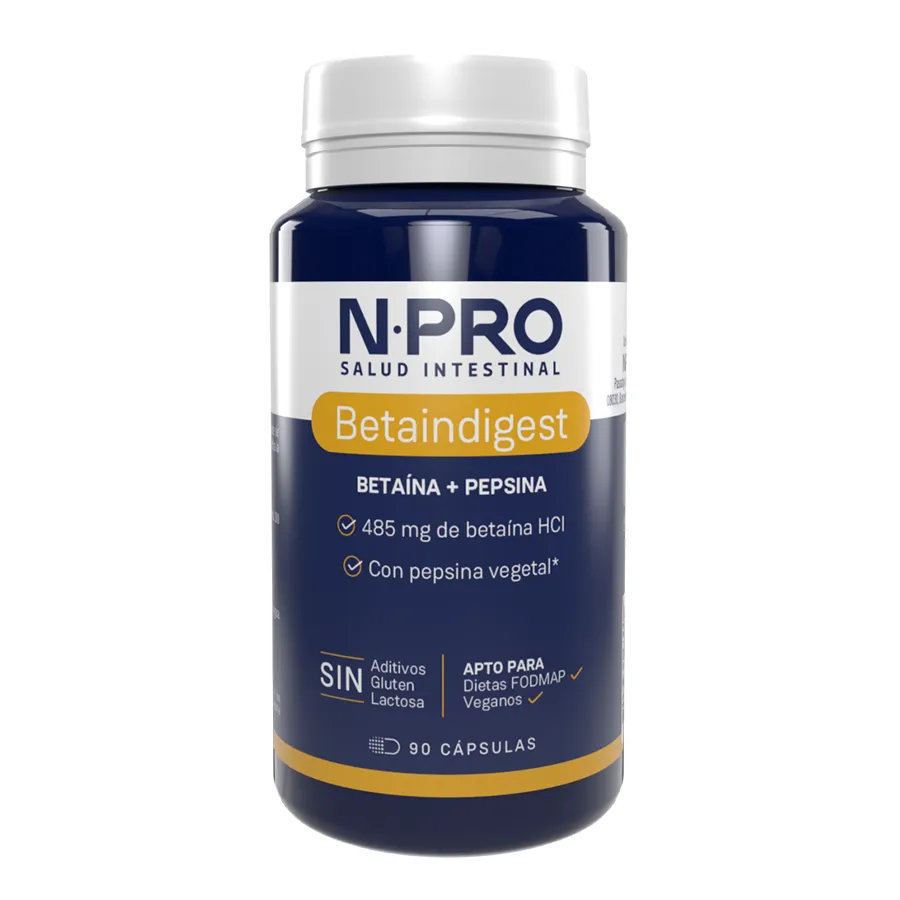 N·PRO
SALUD INTESTINAL
Betaindigest
BETAÍNA + PEPSINA
485 mg de betaína HCl
Con pepsina vegetal*
SIN
Aditivos
Gluten
Lactosa
APTO PARA
Dietas FODMAP
Veganos
90 CÁPSULAS